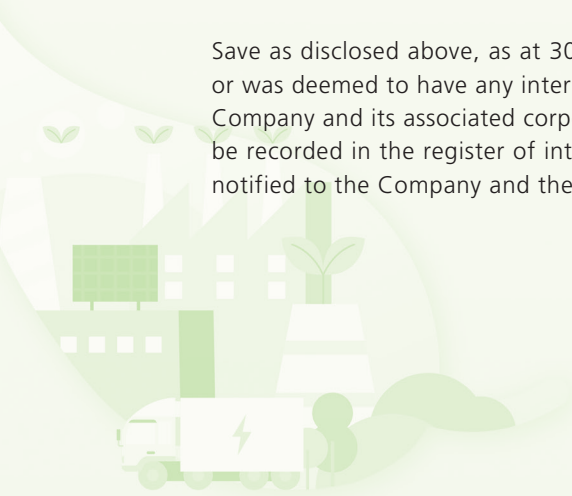 Save as disclosed above, as at 30
or was deemed to have any inter
Company and its associated corp
be recorded in the register of int
notified to the Company and the